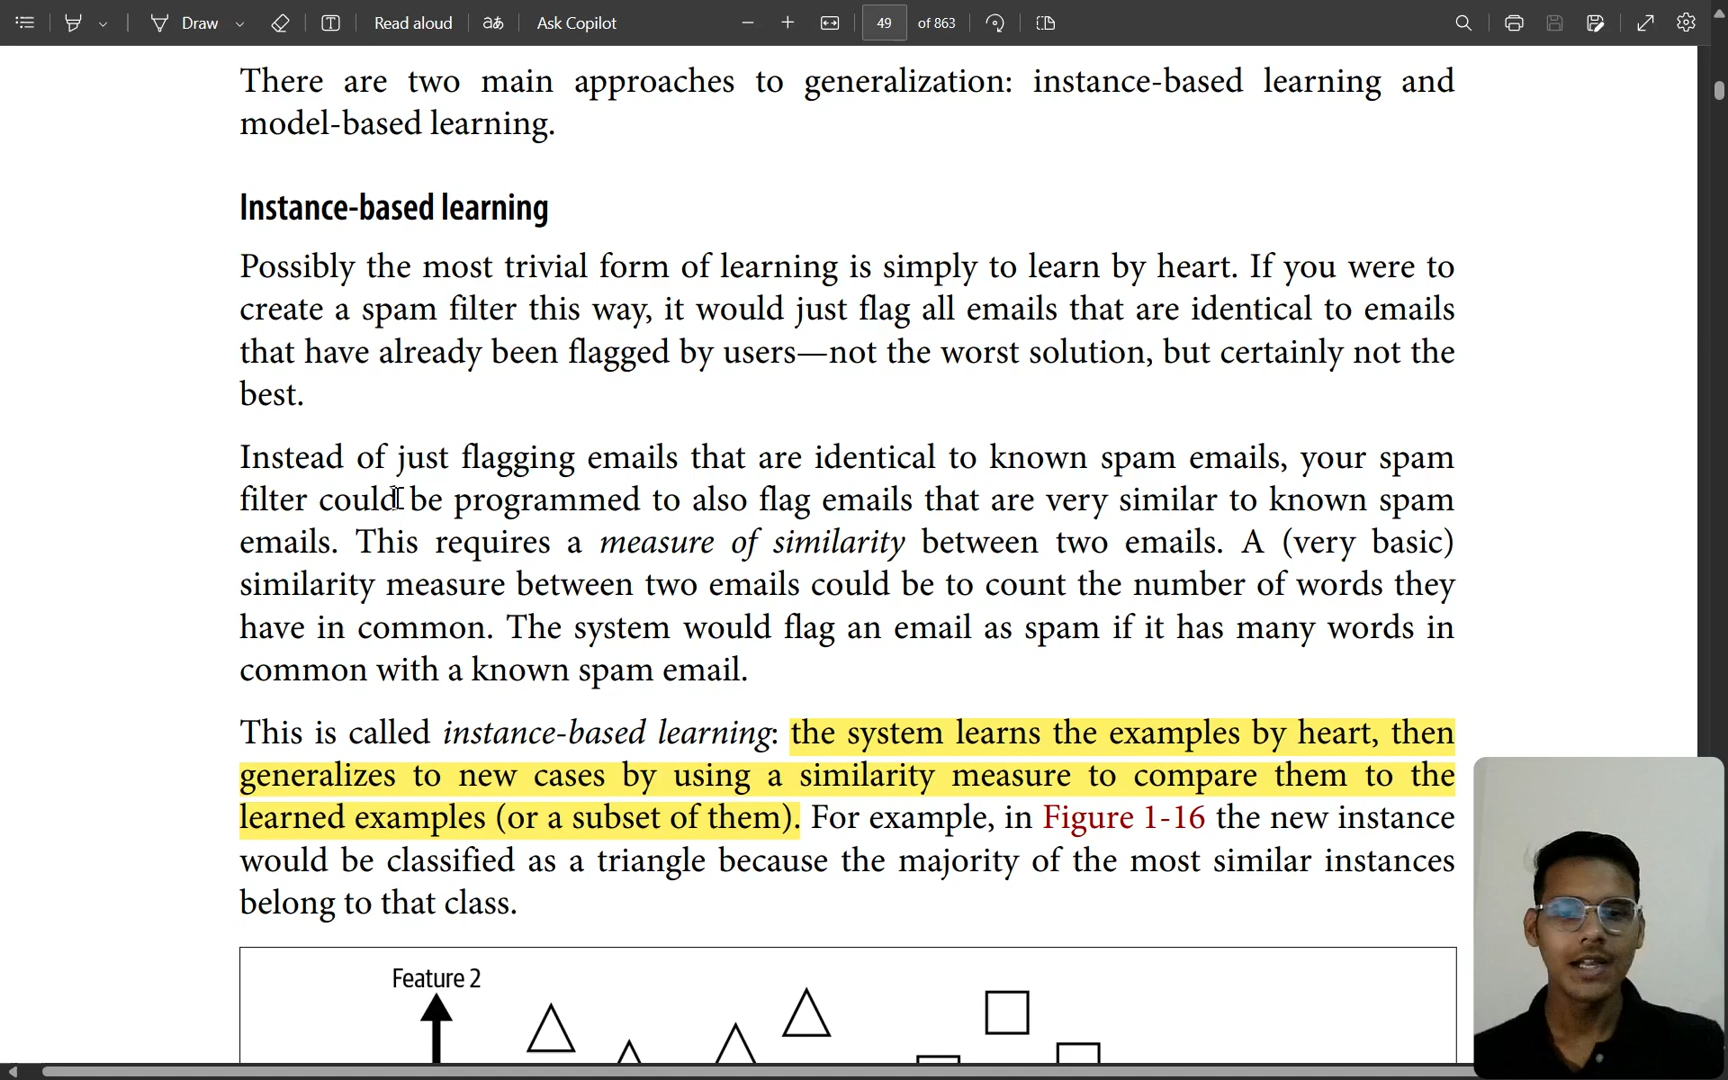 Draw
Read aloud
aあ
Ask Copilot
49 of 863
There are two main approaches to generalization: instance-based learning and
model-based learning.
Instance-based learning
Possibly the most trivial form of learning is simply to learn by heart. If you were to
create a spam filter this way, it would just flag all emails that are identical to emails
that have already been flagged by users—not the worst solution, but certainly not the
best.
Instead of just flagging emails that are identical to known spam emails, your spam
filter could be programmed to also flag emails that are very similar to known spam
emails. This requires a measure of similarity between two emails. A (very basic)
similarity measure between two emails could be to count the number of words they
have in common. The system would flag an email as spam if it has many words in
common with a known spam email.
This is called instance-based learning: the system learns the examples by heart, then
generalizes to new cases by using a similarity measure to compare them to the
learned examples (or a subset of them). For example, in Figure 1-16 the new instance
would be classified as a triangle because the majority of the most similar instances
belong to that class.
Feature 2